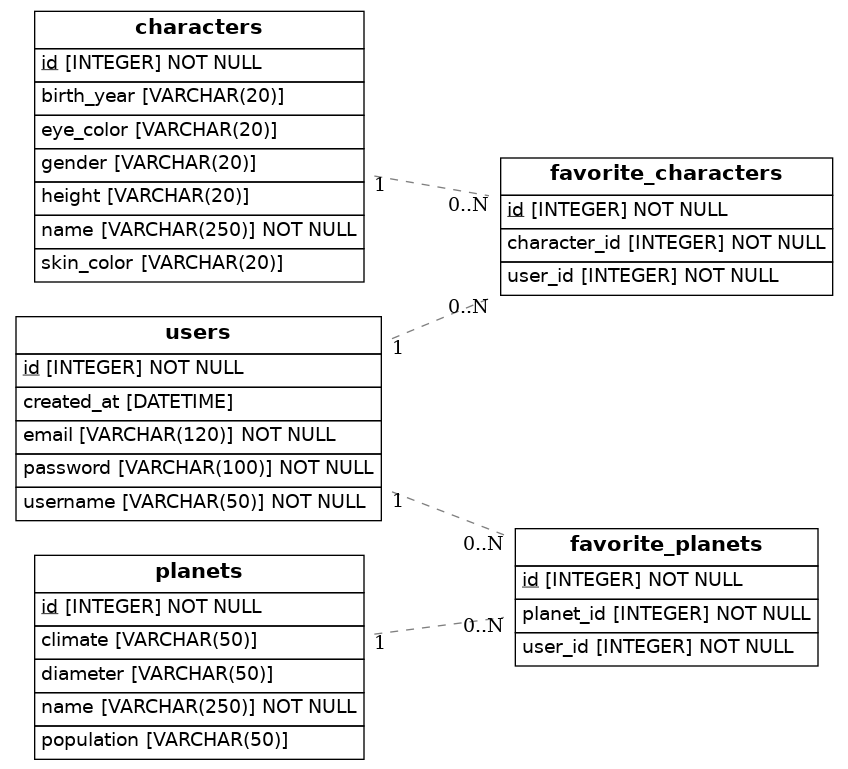 characters
id [INTEGER] NOT NULL
birth_year [VARCHAR(20)]
eye_color [VARCHAR(20)]
gender [VARCHAR(20)]
height [VARCHAR(20)]
name [VARCHAR(250)] NOT NULL
skin_color [VARCHAR(20)]
1
0..N
favorite_characters
id [INTEGER] NOT NULL
character_id [INTEGER] NOT NULL
user_id [INTEGER] NOT NULL
0..N
1
users
id [INTEGER] NOT NULL
created_at [DATETIME]
email [VARCHAR(120)] NOT NULL
password [VARCHAR(100)] NOT NULL
username [VARCHAR(50)] NOT NULL
1
0..N
favorite_planets
id [INTEGER] NOT NULL
planet_id [INTEGER] NOT NULL
user_id [INTEGER] NOT NULL
0..N
1
planets
id [INTEGER] NOT NULL
climate [VARCHAR(50)]
diameter [VARCHAR(50)]
name [VARCHAR(250)] NOT NULL
population [VARCHAR(50)]